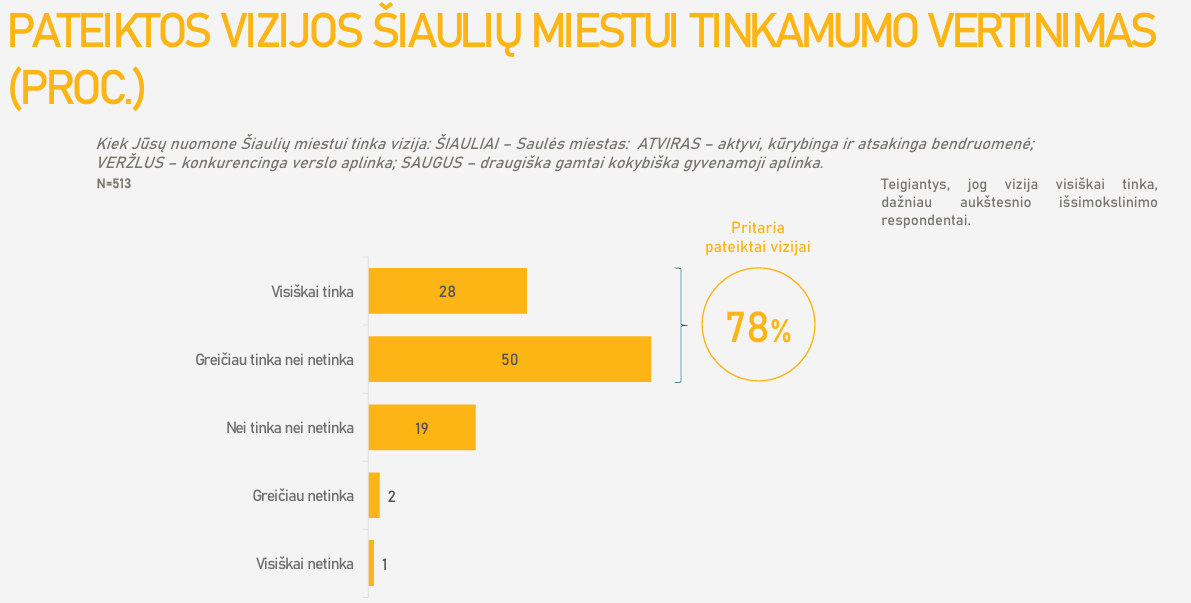 PATEIKTOS VIZIJOS ŠIAULIŲ MIESTUI TINKAMUMO VERTINIMAS
(PROC.)
Kiek Jūsų nuomone Šiaulių miestui tinka vizija: ŠIAULIAI – Saulės miestas: ATVIRAS – aktyvi, kūrybinga ir atsakinga bendruomenė;
VERŽLUS – konkurencinga verslo aplinka; SAUGUS – draugiška gamtai kokybiška gyvenamoji aplinka.
N=513
Teigiantys, jog vizija visiškai tinka,
dažniau aukštesnio išsimokslinimo
respondentai.
Pritaria
pateiktai vizijai
78%
Visiškai tinka 28
Greičiau tinka nei netinka 50
Nei tinka nei netinka 19
Greičiau netinka 2
Visiškai netinka 1